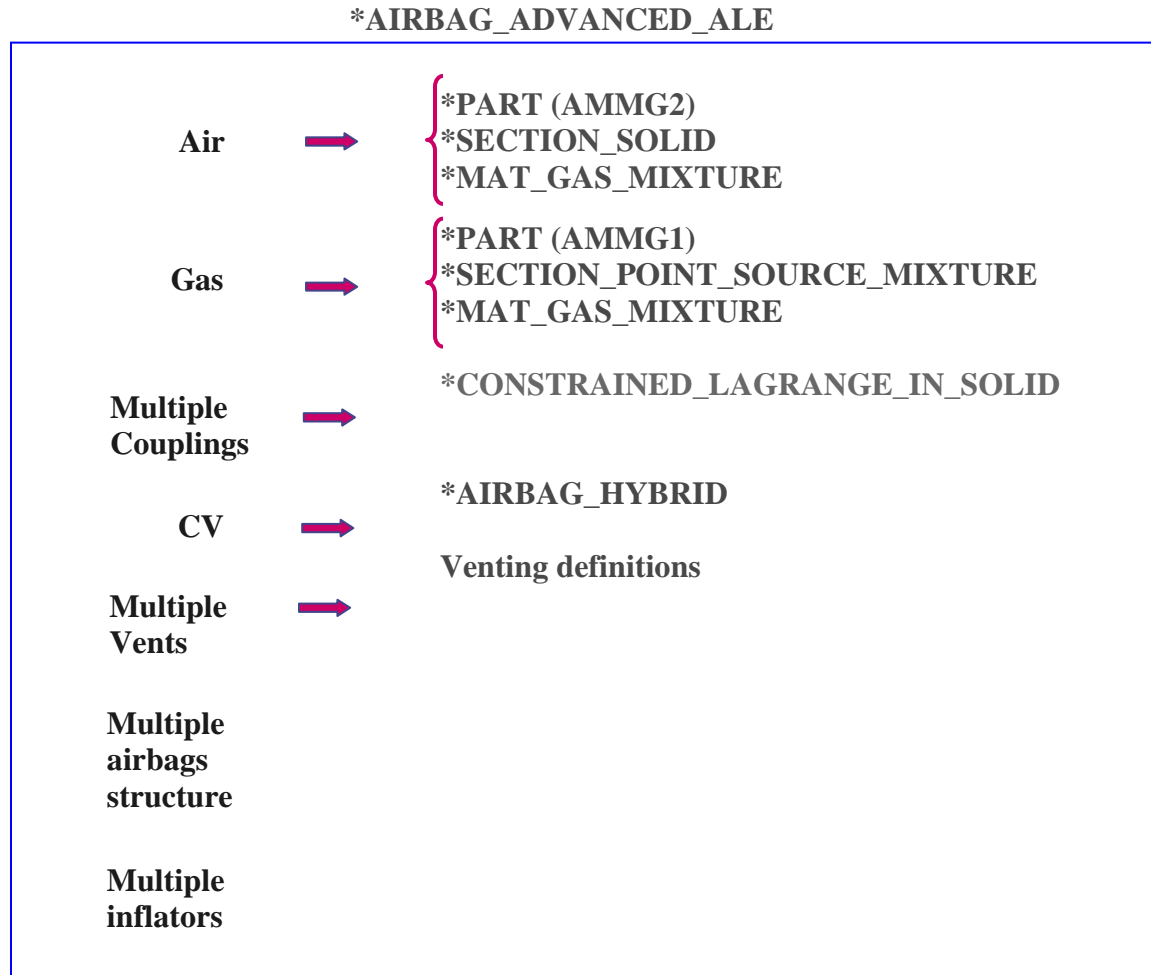 *AIRBAG_ADVANCED_ALE
Air
*PART (AMMG2)
*SECTION_SOLID
*MAT_GAS_MIXTURE
Gas
*PART (AMMG1)
*SECTION_POINT_SOURCE_MIXTURE
*MAT_GAS_MIXTURE
Multiple
Couplings
*CONSTRAINED_LAGRANGE_IN_SOLID
CV
*AIRBAG_HYBRID
Multiple
Vents
Venting definitions
Multiple
airbags
structure
Multiple
inflators